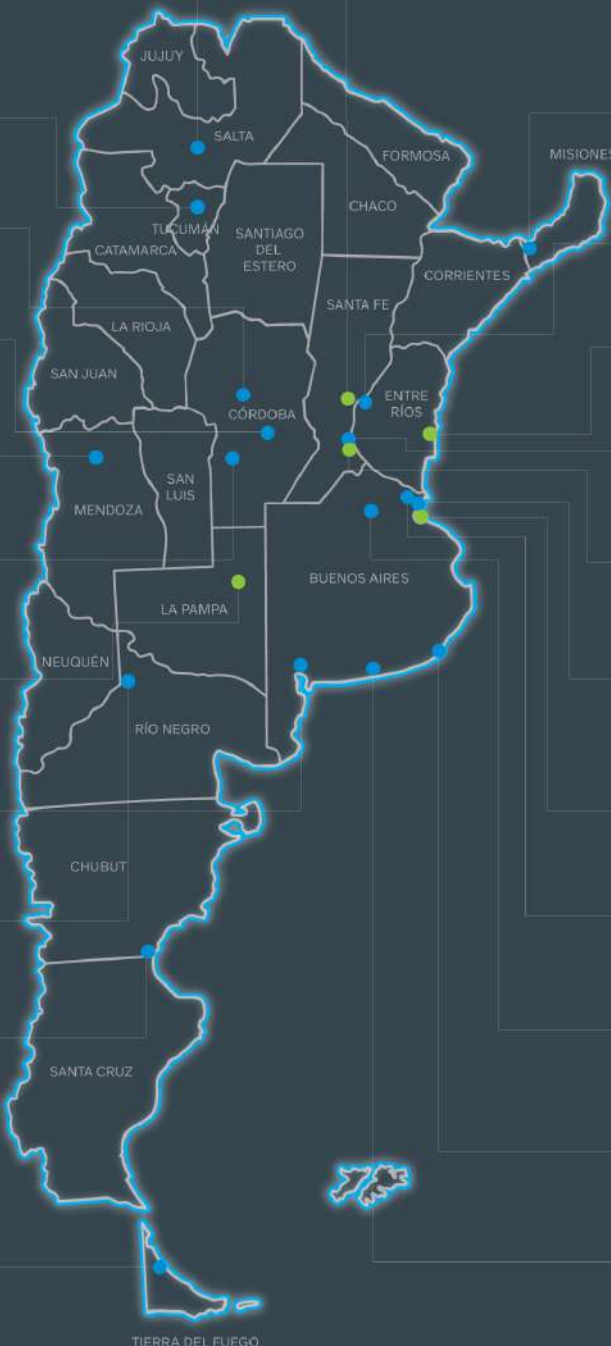 JUJUY
SALTA
FORMOSA
MISIONES
CHACO
TUCUMÁN
CATAMARCA
SANTIAGO
DEL
ESTERO
CORRIENTES
SANTA FE
LA RIOJA
SAN JUAN
ENTRE
RÍOS
CÓRDOBA
SAN
LUIS
MENDOZA
BUENOS AIRES
LA PAMPA
NEUQUÉN
RÍO NEGRO
CHUBUT
SANTA CRUZ
TIERRA DEL FUEGO